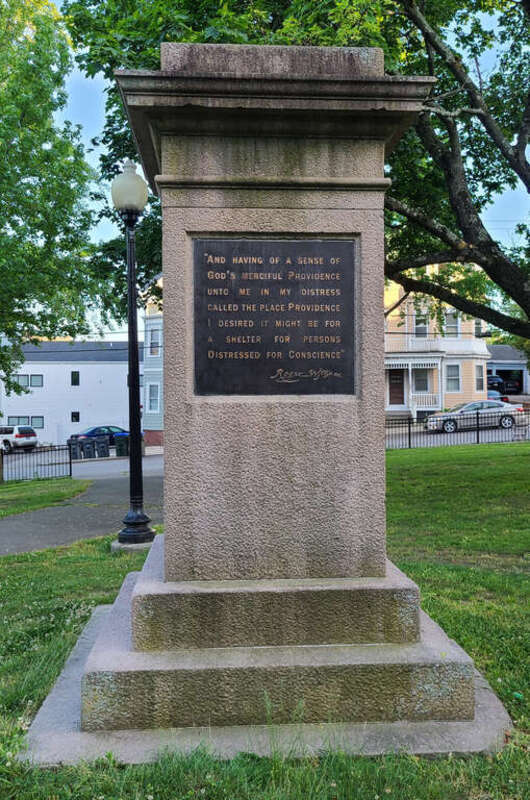 "And having of a sense of
God's merciful Providence
unto me in my distress
called the place Providence
I desired it might be for
a shelter for persons
Distressed for Conscience"
Roger Williams